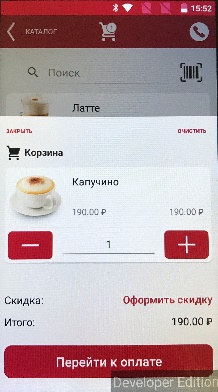 15:52
КАТАЛОГ
Поиск
Латте
ЗАКРЫТЬ
ОЧИСТИТЬ
Корзина
Капучино
190.00 ₽
190.00 ₽
1
Скидка:
Оформить скидку
Итого:
190.00 ₽
Перейти к оплате
Developer Edition